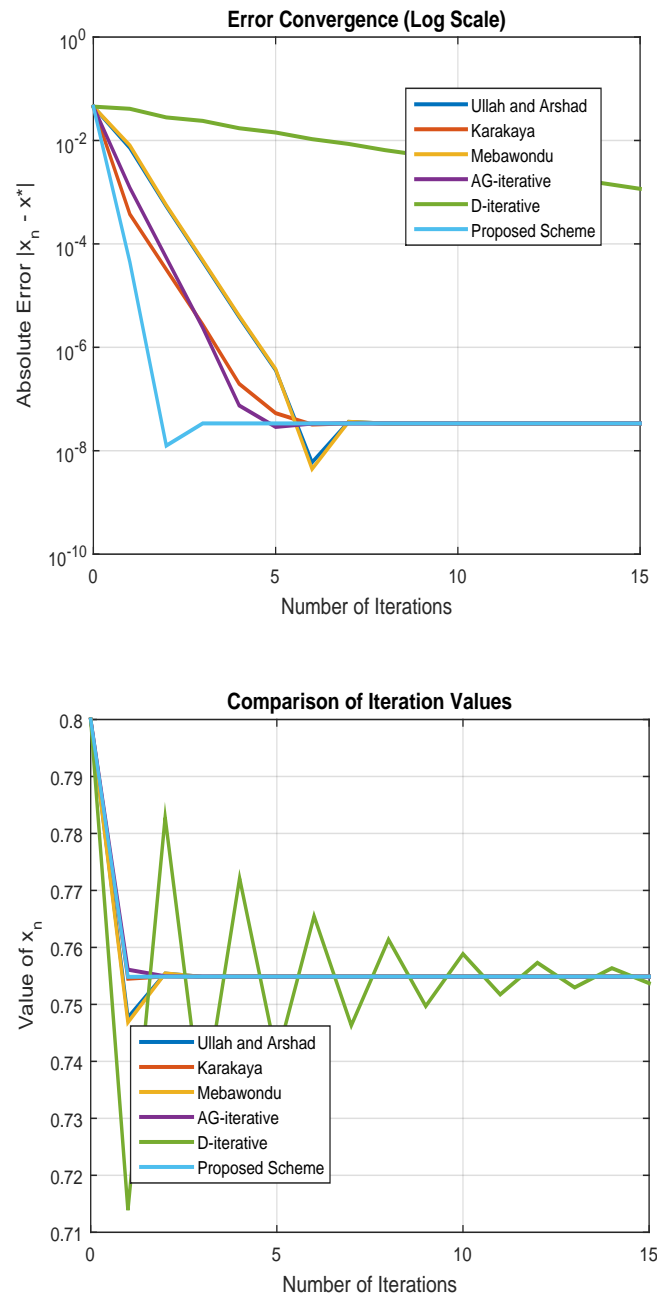 Error Convergence (Log Scale)
10^0
10^-2
10^-4
10^-6
10^-8
10^-10
Absolute Error |x_n - x*|
Ullah and Arshad
Karakaya
Mebawondu
AG-iterative
D-iterative
Proposed Scheme
0 5 10 15
Number of Iterations
Comparison of Iteration Values
0.8
0.79
0.78
0.77
0.76
0.75
0.74
0.73
0.72
0.71
Value of x_n
Ullah and Arshad
Karakaya
Mebawondu
AG-iterative
D-iterative
Proposed Scheme
0 5 10 15
Number of Iterations